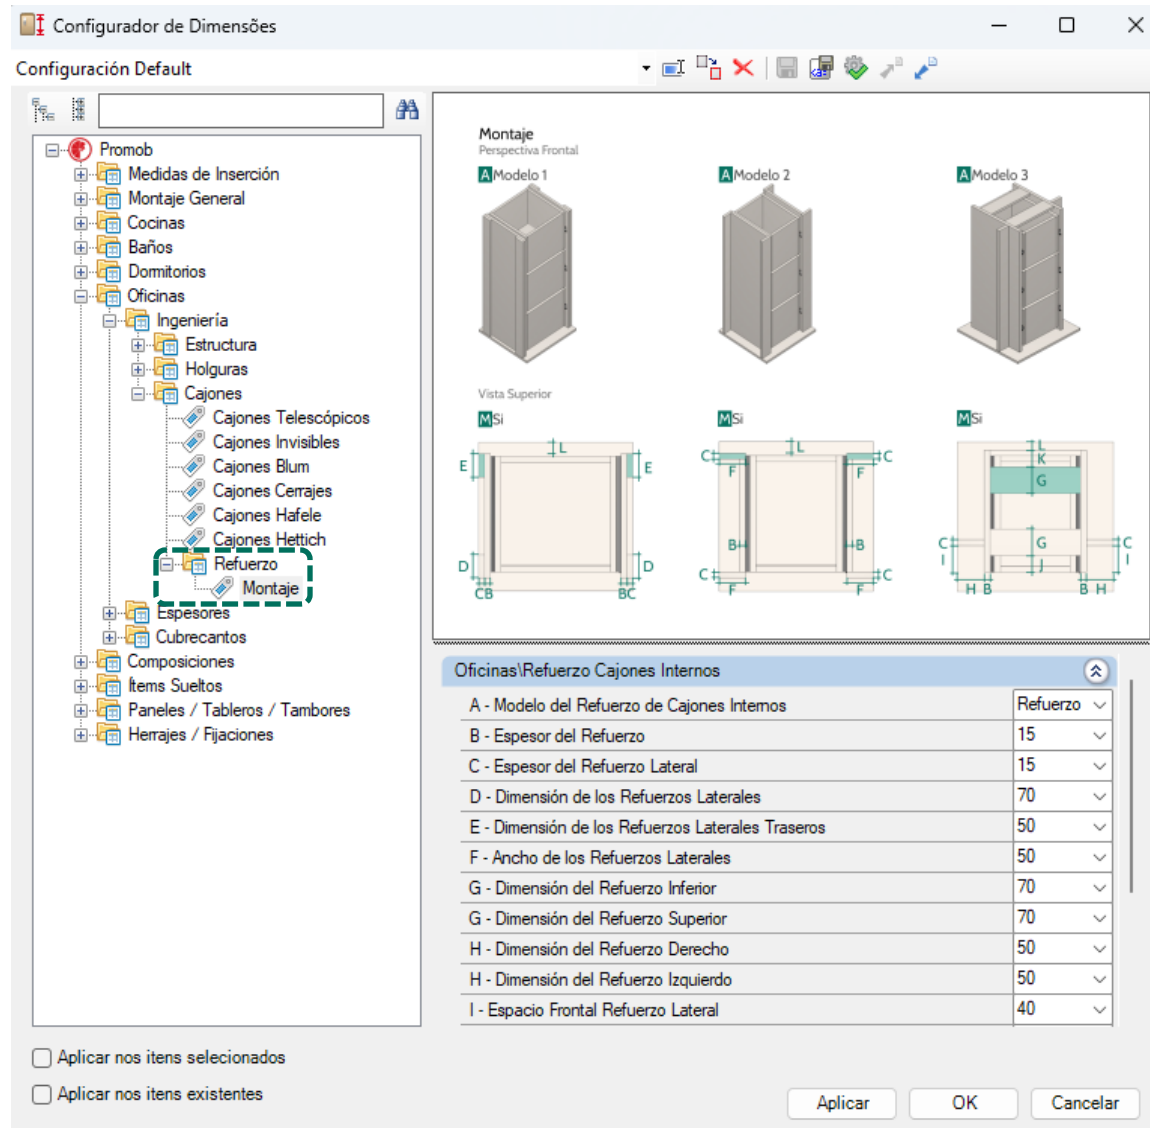 Configurador de Dimensões
Configuración Default
Promob
Medidas de Inserción
Montaje General
Cocinas
Baños
Dormitorios
Oficinas
Ingeniería
Estructura
Holguras
Cajones
Cajones Telescópicos
Cajones Invisibles
Cajones Blum
Cajones Cerrajes
Cajones Hafele
Cajones Hettich
Refuerzo
Montaje
Espesores
Cubrecantos
Composiciones
Ítems Sueltos
Paneles / Tableros / Tambores
Herrajes / Fijaciones
Montaje
Perspectiva Frontal
A Modelo 1
A Modelo 2
A Modelo 3
Vista Superior
M Si
M Si
M Si
L
E E
D D
CB BC
L
C C
F F
B B
C C
F F
L
K
G
C G C
I J I
H B B H
Oficinas\Refuerzo Cajones Internos
A - Modelo del Refuerzo de Cajones Internos Refuerzo
B - Espesor del Refuerzo 15
C - Espesor del Refuerzo Lateral 15
D - Dimensión de los Refuerzos Laterales 70
E - Dimensión de los Refuerzos Laterales Traseros 50
F - Ancho de los Refuerzos Laterales 50
G - Dimensión del Refuerzo Inferior 70
G - Dimensión del Refuerzo Superior 70
H - Dimensión del Refuerzo Derecho 50
H - Dimensión del Refuerzo Izquierdo 50
I - Espacio Frontal Refuerzo Lateral 40
Aplicar nos itens selecionados
Aplicar nos itens existentes
Aplicar OK Cancelar